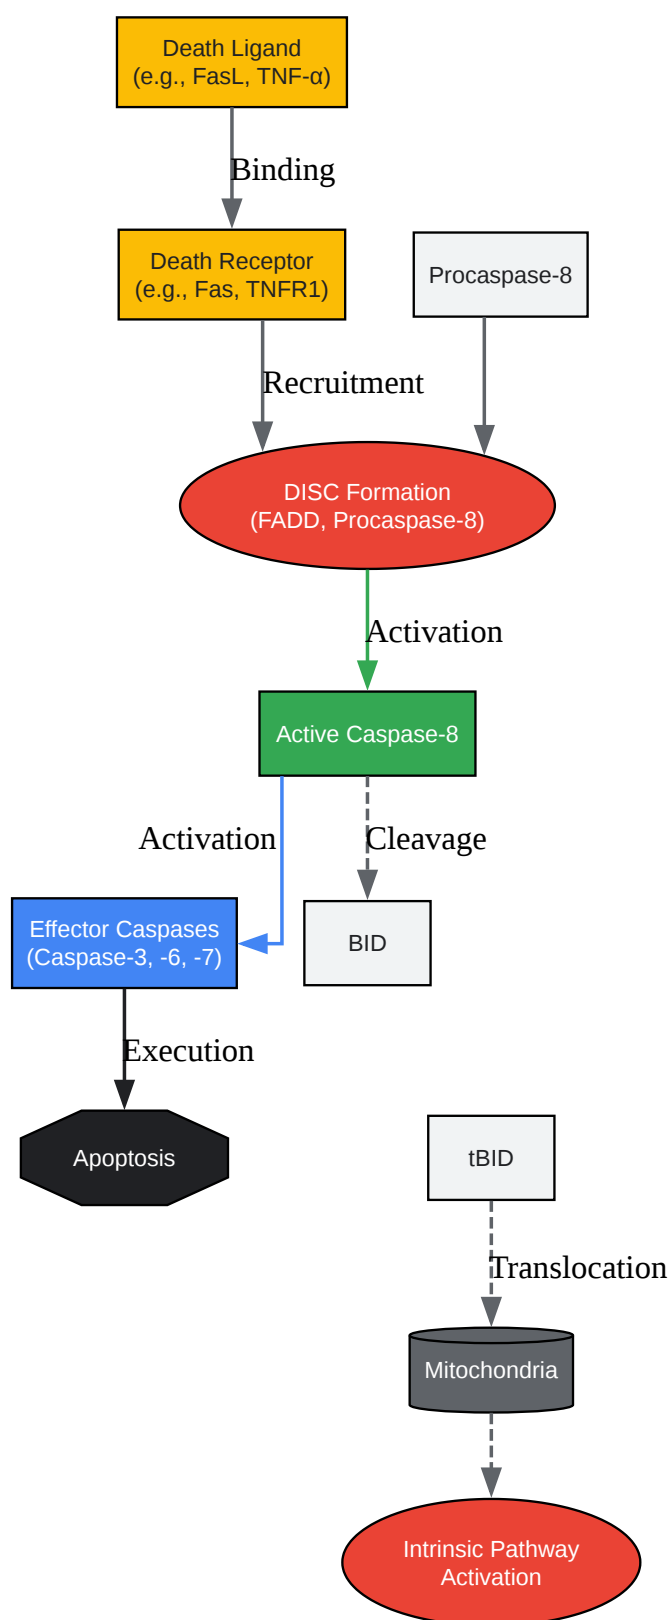 Death Ligand
(e.g., FasL, TNF-α)
Binding
Death Receptor
(e.g., Fas, TNFR1)
Procaspase-8
Recruitment
DISC Formation
(FADD, Procaspase-8)
Activation
Active Caspase-8
Activation
Cleavage
Effector Caspases
(Caspase-3, -6, -7)
BID
Execution
Apoptosis
tBID
Translocation
Mitochondria
Intrinsic Pathway
Activation